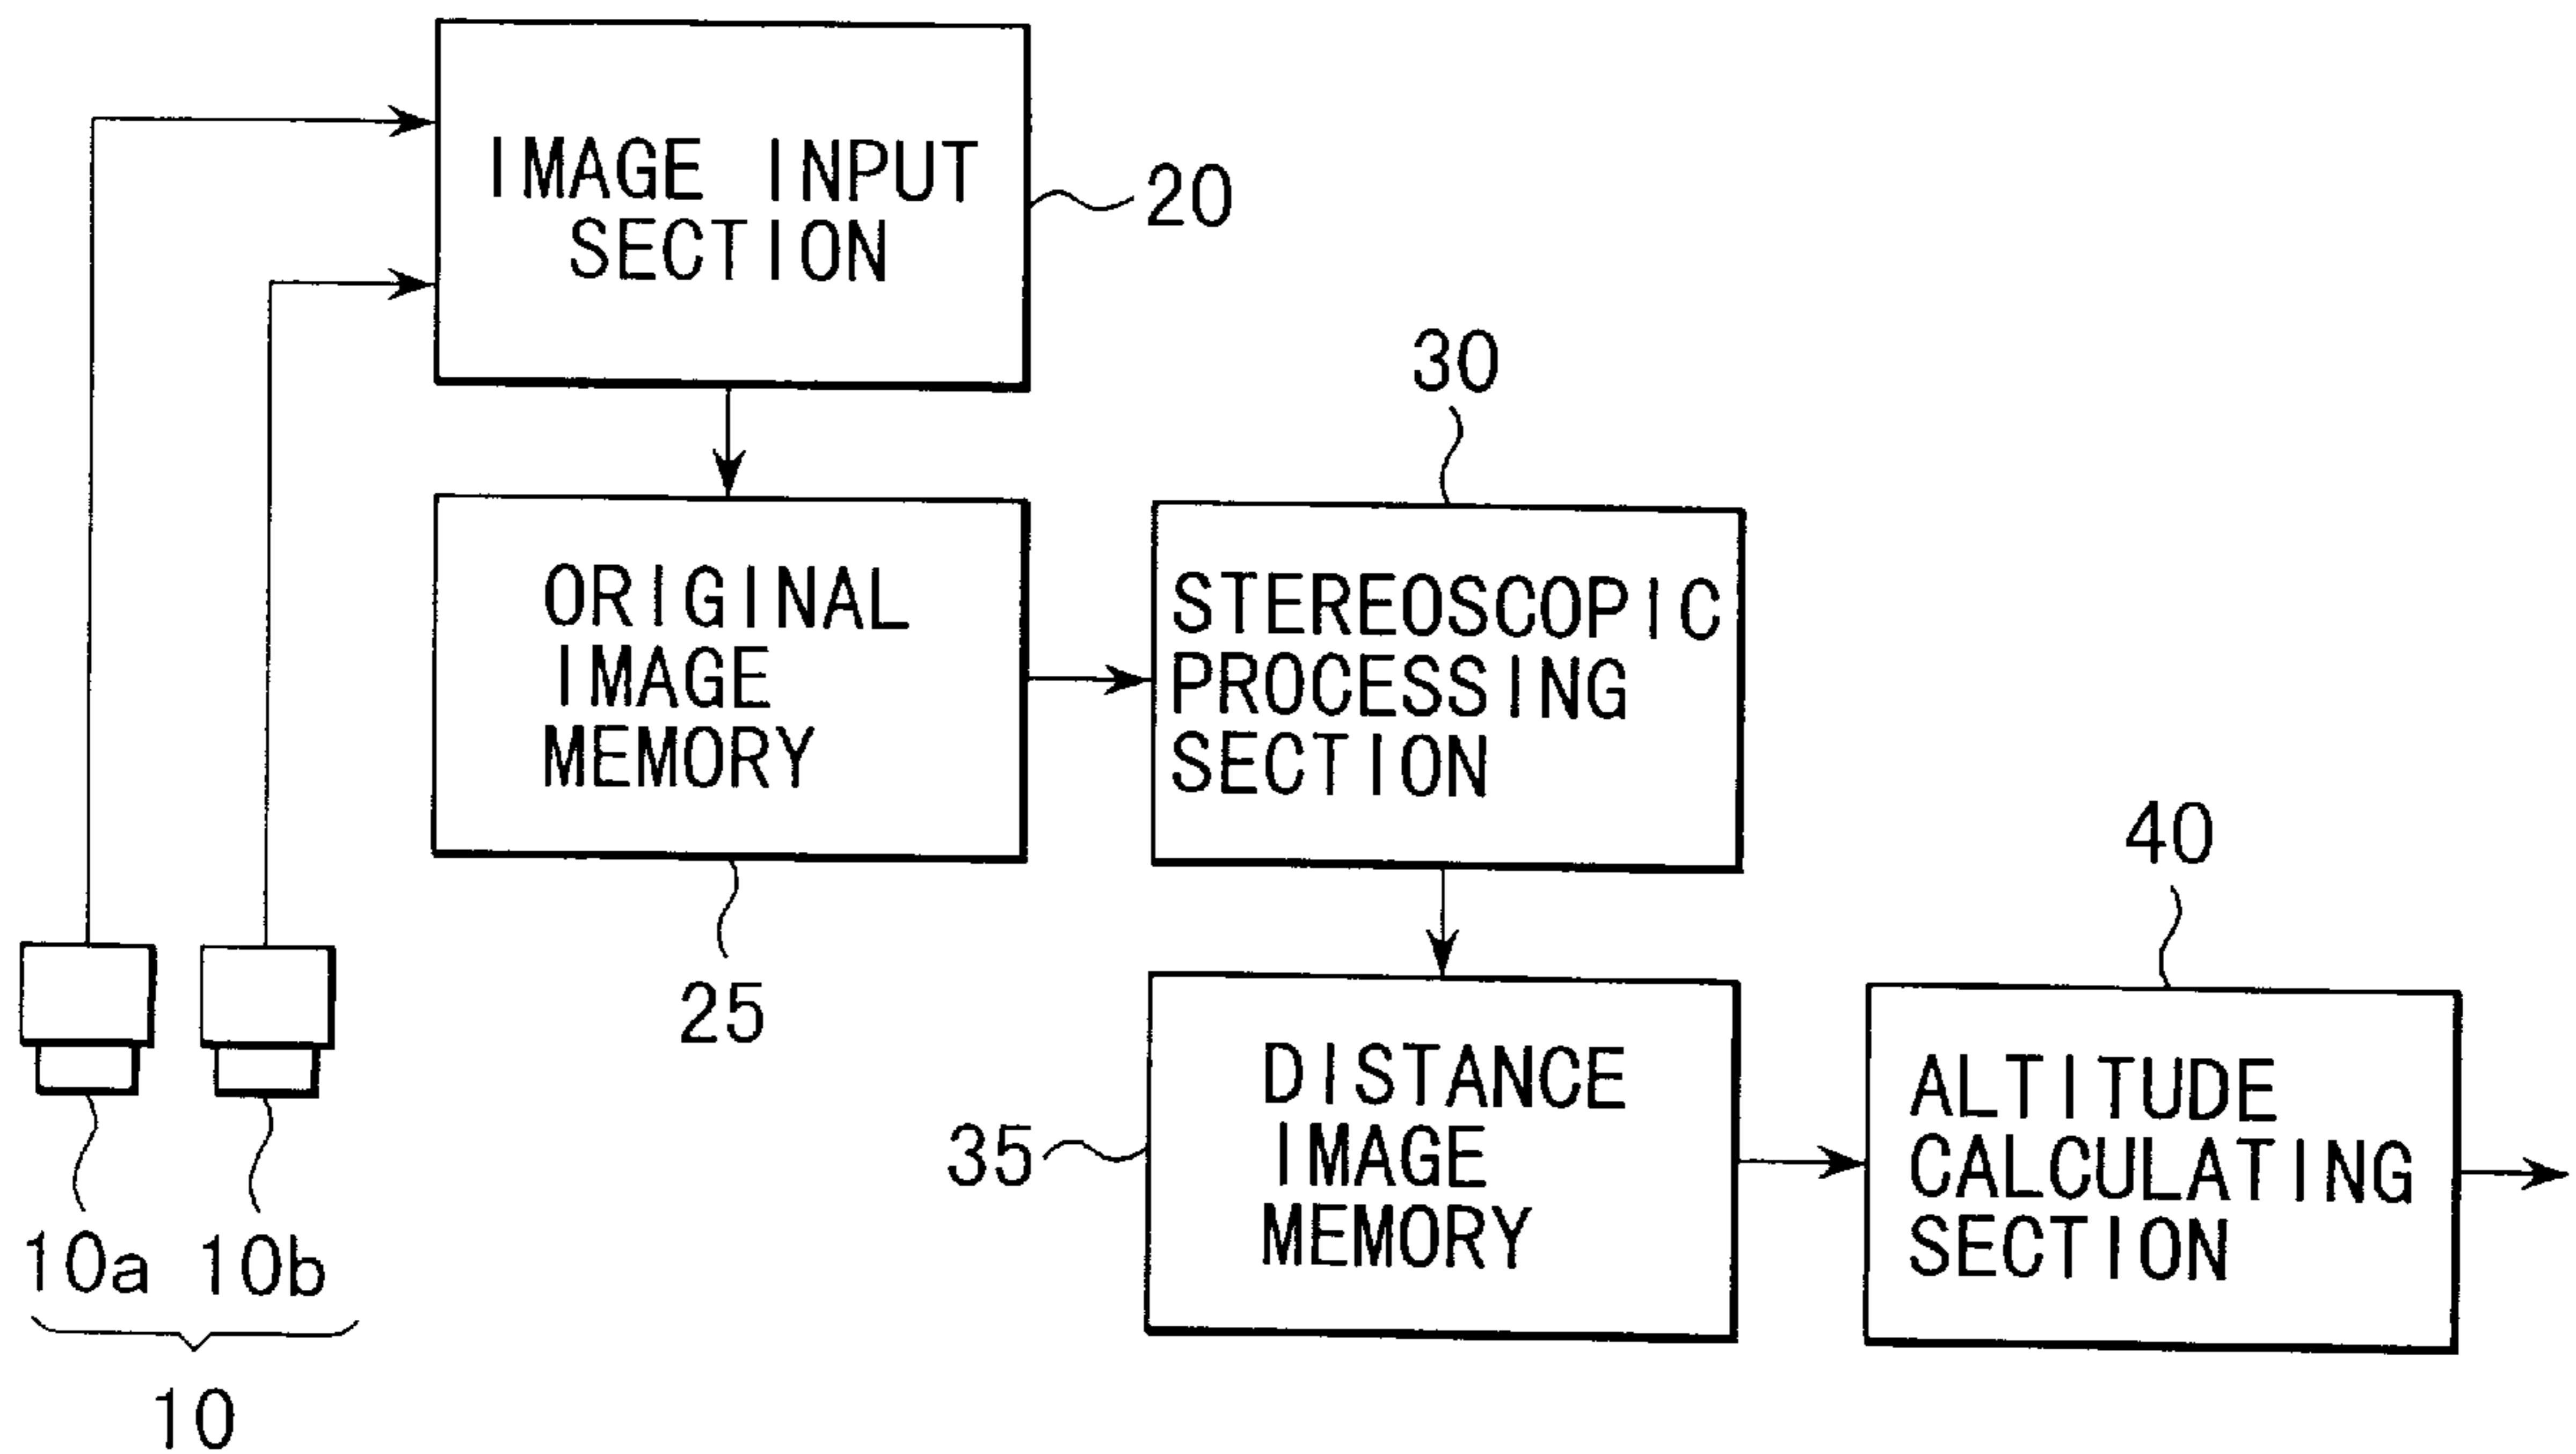 IMAGE INPUT
SECTION
20
30
ORIGINAL
IMAGE
MEMORY
25
STEREOSCOPIC
PROCESSING
SECTION
40
35
DISTANCE
IMAGE
MEMORY
ALTITUDE
CALCULATING
SECTION
10a 10b
10